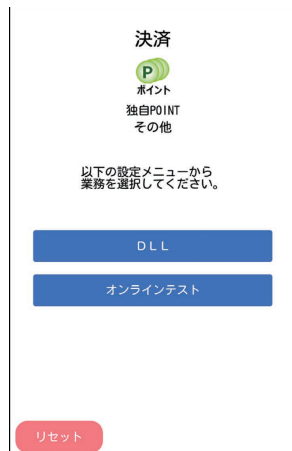 決済
P
ポイント
独自POINT
その他
以下の設定メニューから
業務を選択してください。
DLL
オンラインテスト
リセット